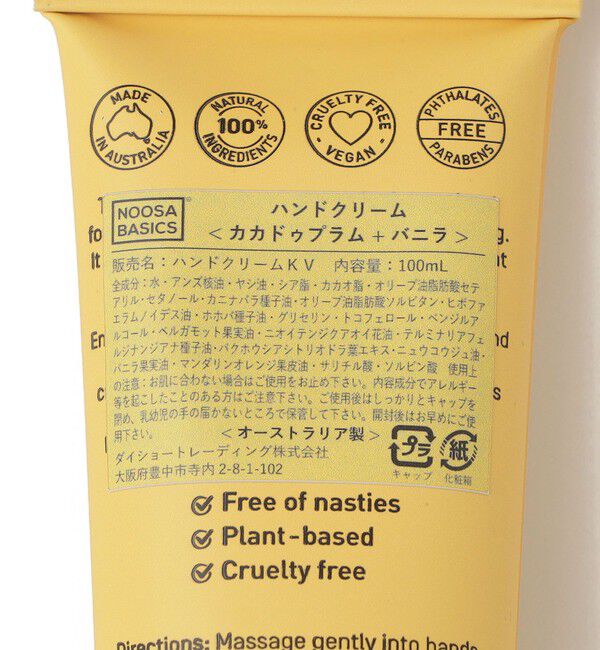 MADE
IN AUSTRALIA
NATURAL
100%
INGREDIENTS
CRUELTY FREE
- VEGAN -
PHTHALATES
FREE
PARABENS
NOOSA
BASICS
ハンドクリーム
< カカドゥプラム + バニラ >
販売名：ハンドクリームＫＶ　内容量：100mL
全成分：水・アンズ核油・ヤシ油・シア脂・カカオ脂・オリーブ油脂肪酸セテ
アリル・セタノール・カニナバラ種子油・オリーブ油脂肪酸ソルビタン・ヒポファ
エラムノイデス油・ホホバ種子油・グリセリン・トコフェロール・ベンジルア
ルコール・ベルガモット果実油・ニオイテンジクアオイ花油・テルミナリアフェ
ルジナンジアナ種子油・バクホウシアシトリオドラ葉エキス・ニュウコウジュ油・
バニラ果実油・マンダリンオレンジ果皮油・サリチル酸・ソルビン酸　使用上
の注意：お肌に合わない場合はご使用をお止め下さい。内容成分でアレルギー
等を起こしたことのある方はご注意下さい。ご使用後はしっかりとキャップを
閉め、乳幼児の手の届かないところで保管して下さい。開封後はお早めにご使
用下さい。
<オーストラリア製>
ダイショートレーディング株式会社
大阪府豊中市寺内 2-8-1-102
プラ
キャップ
紙
化粧箱
Free of nasties
Plant-based
Cruelty free
Directions: Massage gently into hands